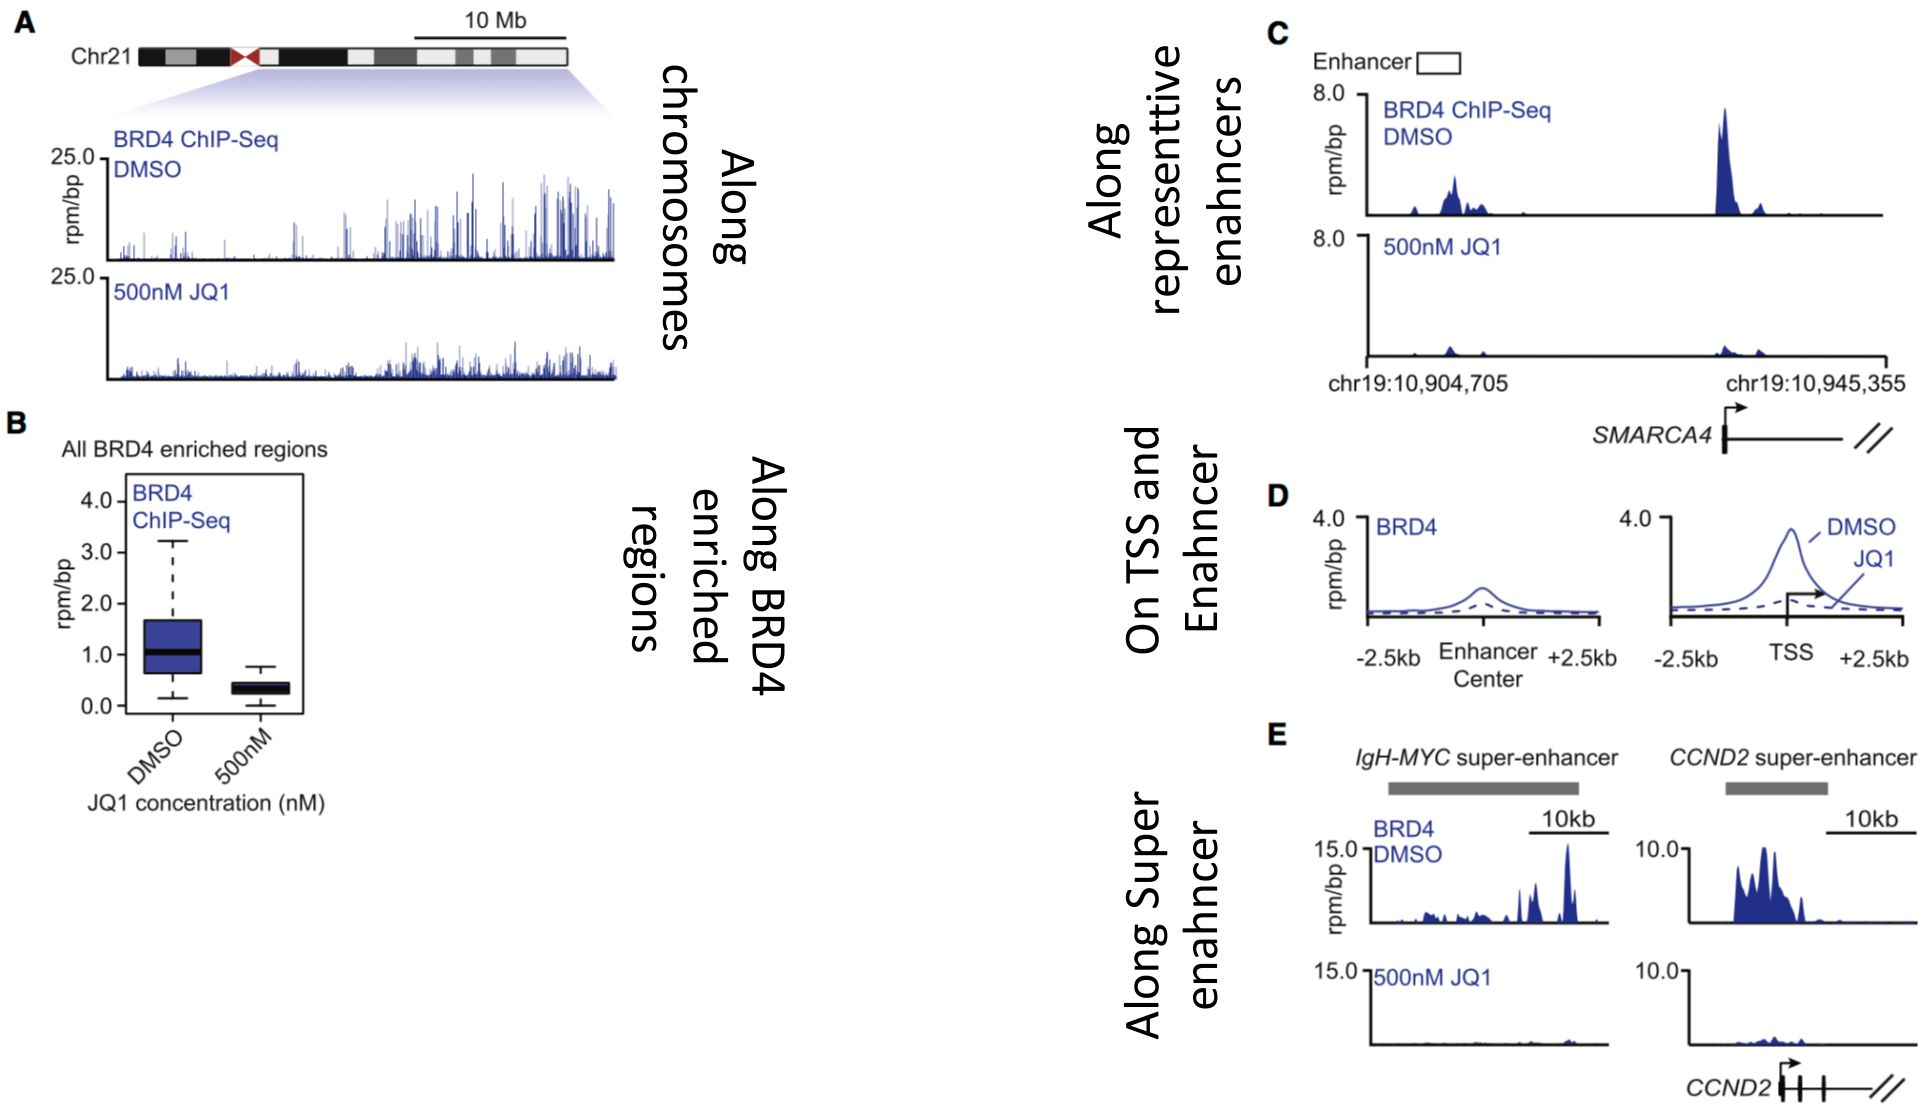 A
10 Mb
Chr21
BRD4 ChIP-Seq
DMSO
25.0
rpm/bp
25.0
500nM JQ1
Along
chromosomes
B
All BRD4 enriched regions
BRD4
ChIP-Seq
4.0
3.0
2.0
1.0
0.0
rpm/bp
DMSO
500nM
JQ1 concentration (nM)
Along BRD4
enriched
regions
Along
representtive
enahncers
C
Enhancer
8.0
BRD4 ChIP-Seq
DMSO
rpm/bp
8.0
500nM JQ1
chr19:10,904,705
chr19:10,945,355
SMARCA4
On TSS and
Enahncer
D
4.0
BRD4
rpm/bp
-2.5kb
Enhancer
Center
+2.5kb
4.0
DMSO
JQ1
-2.5kb
TSS
+2.5kb
Along Super
enahncer
E
IgH-MYC super-enhancer
CCND2 super-enhancer
10kb
10kb
BRD4
DMSO
15.0
rpm/bp
10.0
15.0
500nM JQ1
10.0
CCND2